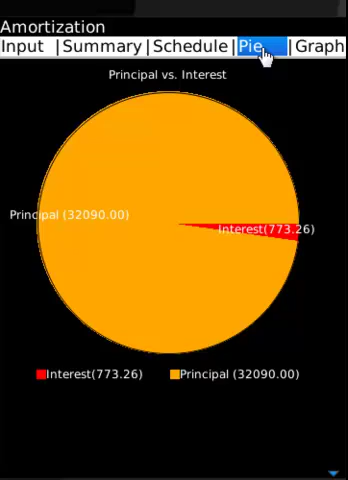 Amortization
Input | Summary | Schedule | Pie | Graph
Principal vs. Interest
Principal (32090.00)
Interest(773.26)
Interest(773.26) Principal (32090.00)